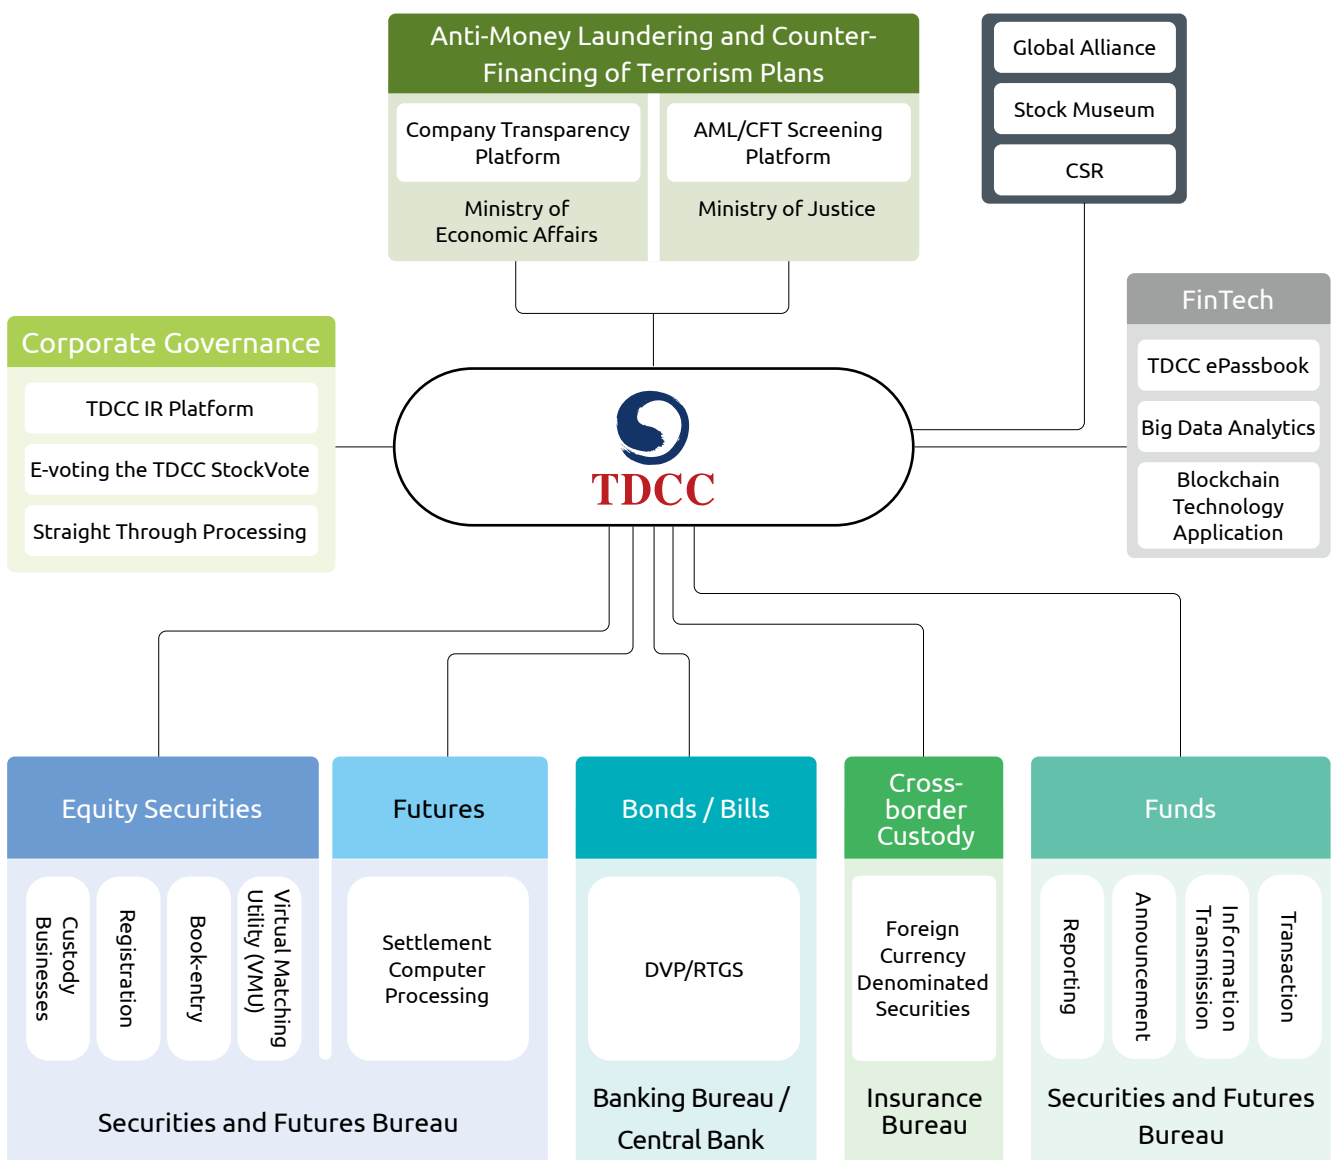 Anti-Money Laundering and Counter-
Financing of Terrorism Plans
Company Transparency
Platform
Ministry of
Economic Affairs
AML/CFT Screening
Platform
Ministry of Justice
Global Alliance
Stock Museum
CSR
Corporate Governance
TDCC IR Platform
E-voting the TDCC StockVote
Straight Through Processing
TDCC
FinTech
TDCC ePassbook
Big Data Analytics
Blockchain
Technology
Application
Equity Securities
Custody
Businesses
Registration
Book-entry
Virtual Matching
Utility (VMU)
Futures
Settlement
Computer
Processing
Securities and Futures Bureau
Bonds / Bills
DVP/RTGS
Banking Bureau /
Central Bank
Cross-
border
Custody
Foreign
Currency
Denominated
Securities
Insurance
Bureau
Funds
Reporting
Announcement
Information
Transmission
Transaction
Securities and Futures
Bureau